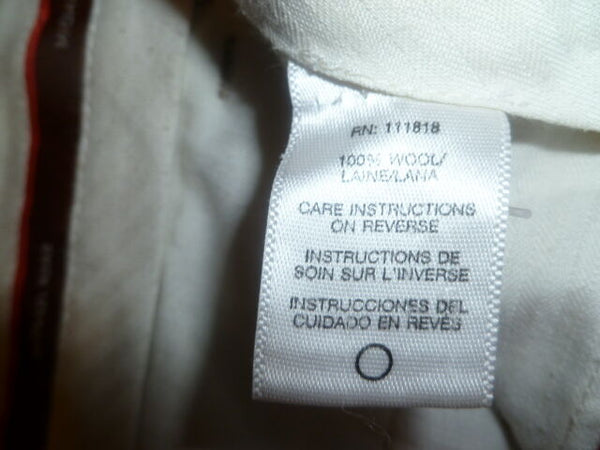 RN: 111818
100% WOOL/
LAINE/LANA
CARE INSTRUCTIONS
ON REVERSE
INSTRUCTIONS DE
SOIN SUR L'INVERSE
INSTRUCCIONES DEL
CUIDADO EN REVÉS